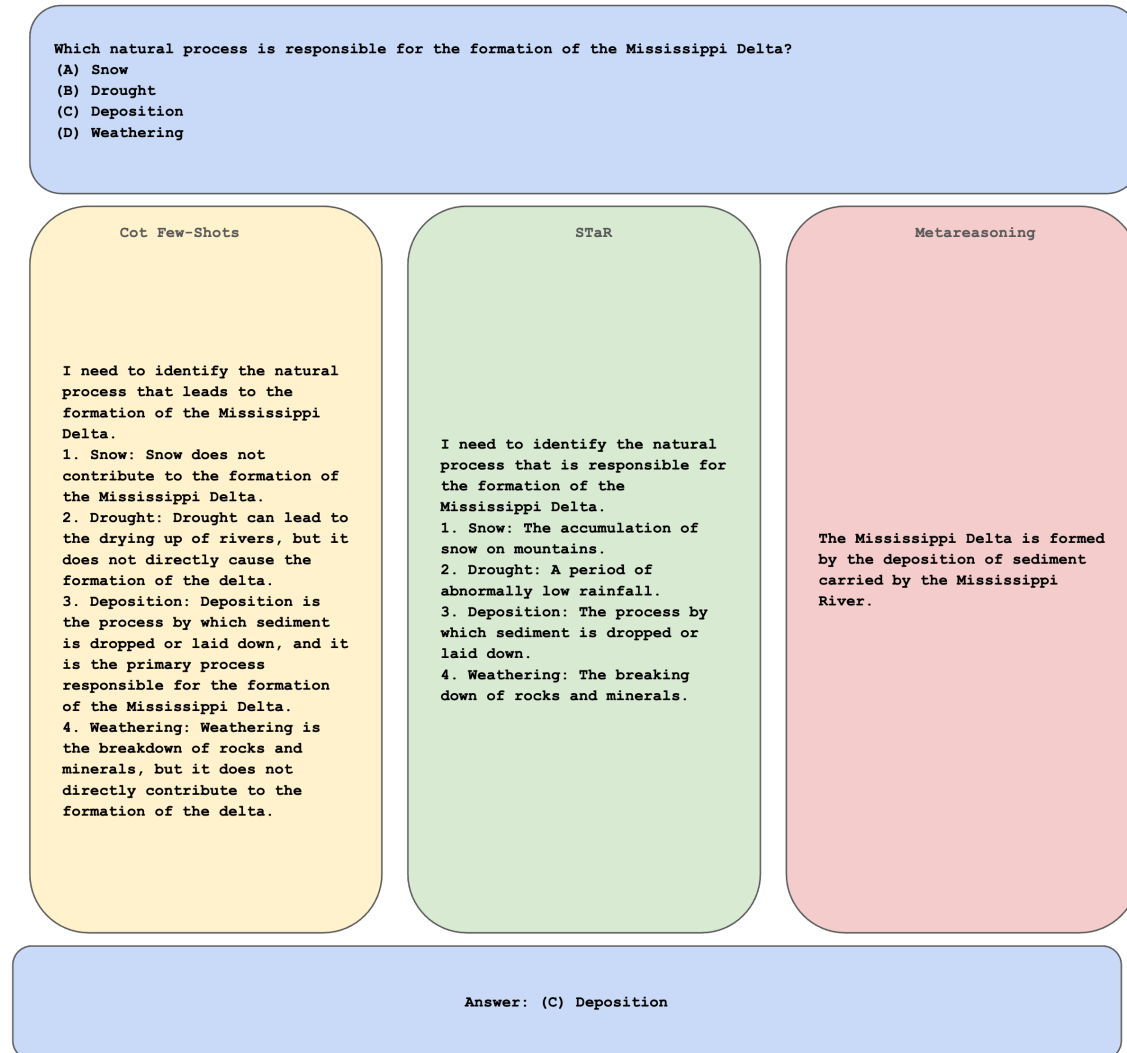 Which natural process is responsible for the formation of the Mississippi Delta?
(A) Snow
(B) Drought
(C) Deposition
(D) Weathering
Cot Few-Shots
I need to identify the natural
process that leads to the
formation of the Mississippi
Delta.
1. Snow: Snow does not
contribute to the formation of
the Mississippi Delta.
2. Drought: Drought can lead to
the drying up of rivers, but it
does not directly cause the
formation of the delta.
3. Deposition: Deposition is
the process by which sediment
is dropped or laid down, and it
is the primary process
responsible for the formation
of the Mississippi Delta.
4. Weathering: Weathering is
the breakdown of rocks and
minerals, but it does not
directly contribute to the
formation of the delta.
STaR
I need to identify the natural
process that is responsible for
the formation of the
Mississippi Delta.
1. Snow: The accumulation of
snow on mountains.
2. Drought: A period of
abnormally low rainfall.
3. Deposition: The process by
which sediment is dropped or
laid down.
4. Weathering: The breaking
down of rocks and minerals.
Metareasoning
The Mississippi Delta is formed
by the deposition of sediment
carried by the Mississippi
River.
Answer: (C) Deposition